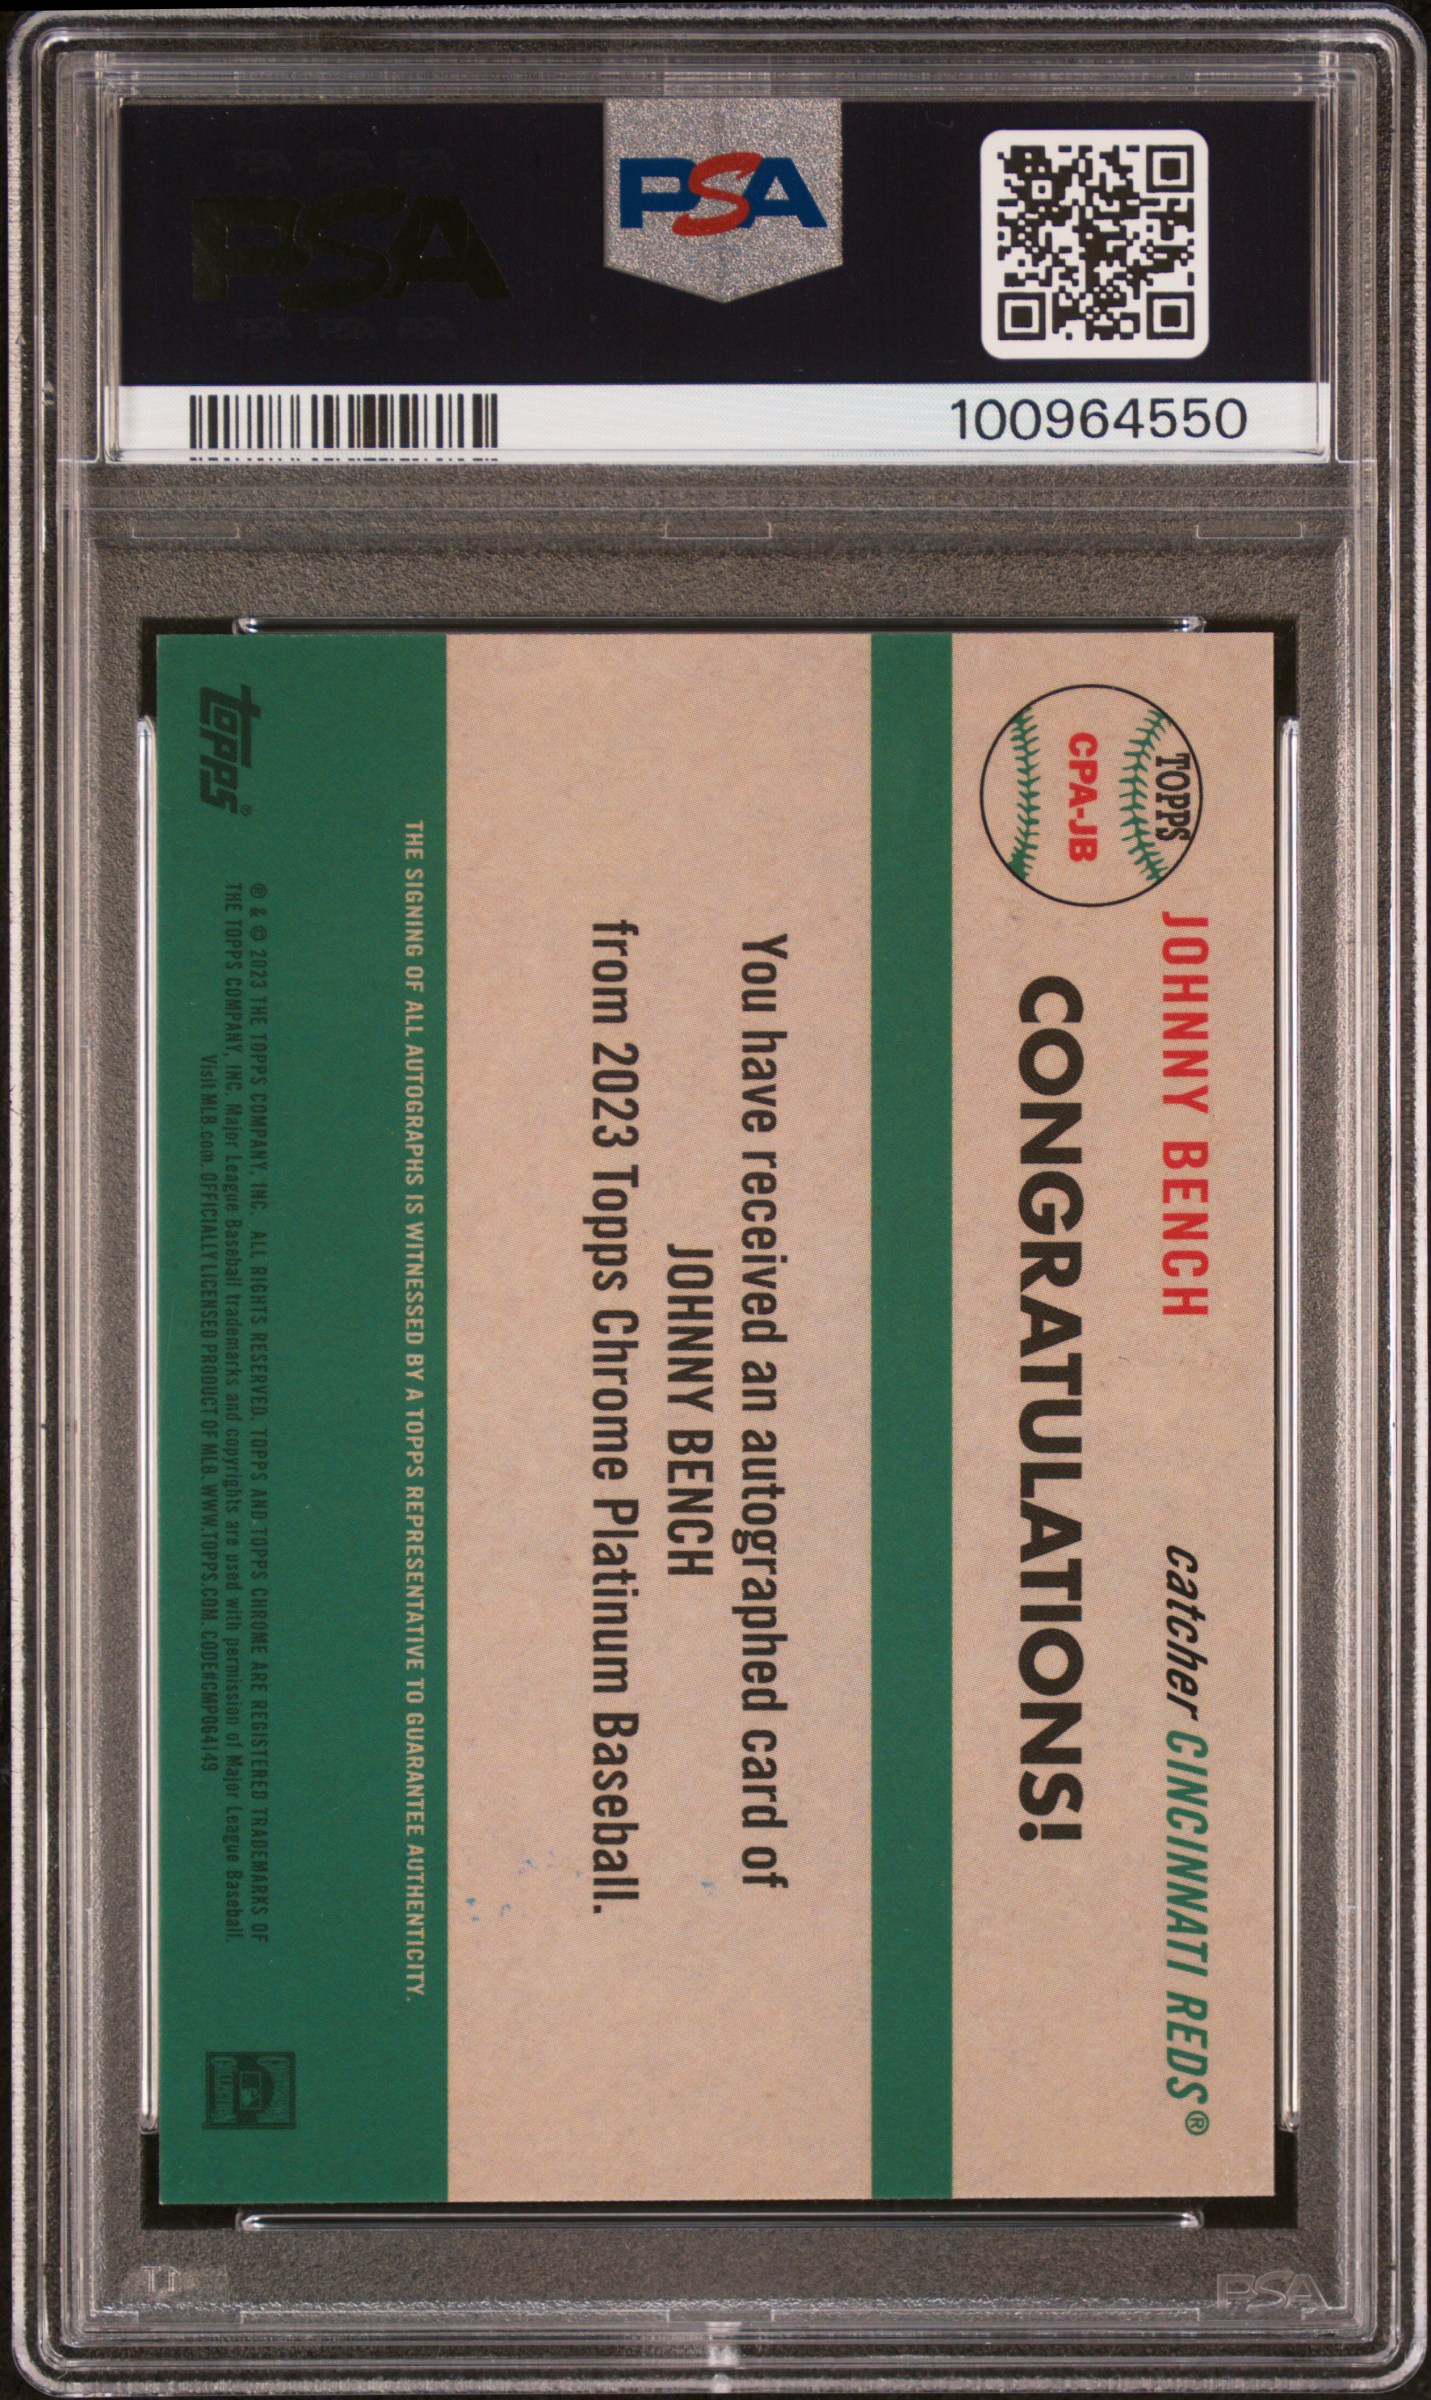 PSA
PSA
100964550
TOPPS
CPA-JB
JOHNNY BENCH
catcher CINCINNATI REDS®
CONGRATULATIONS!
You have received an autographed card of
JOHNNY BENCH
from 2023 Topps Chrome Platinum Baseball.
THE SIGNING OF ALL AUTOGRAPHS IS WITNESSED BY A TOPPS REPRESENTATIVE TO GUARANTEE AUTHENTICITY.
topps®
® & © 2023 THE TOPPS COMPANY, INC. ALL RIGHTS RESERVED. TOPPS AND TOPPS CHROME ARE REGISTERED TRADEMARKS OF
THE TOPPS COMPANY, INC. Major League Baseball trademarks and copyrights are used with permission of Major League Baseball.
Visit MLB.com. OFFICIALLY LICENSED PRODUCT OF MLB. WWW.TOPPS.COM. CODE#CMP064149
PSA